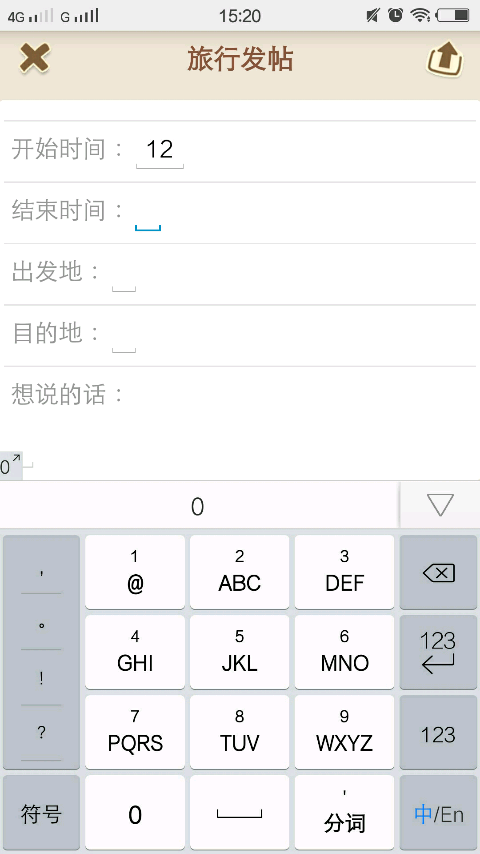 4G G 15:20
旅行发帖
开始时间： 12
结束时间：
出发地：
目的地：
想说的话：
0
0
，
。
！
？
1
@
2
ABC
3
DEF
4
GHI
5
JKL
6
MNO
123
7
PQRS
8
TUV
9
WXYZ
123
符号
0
'
分词
中/En